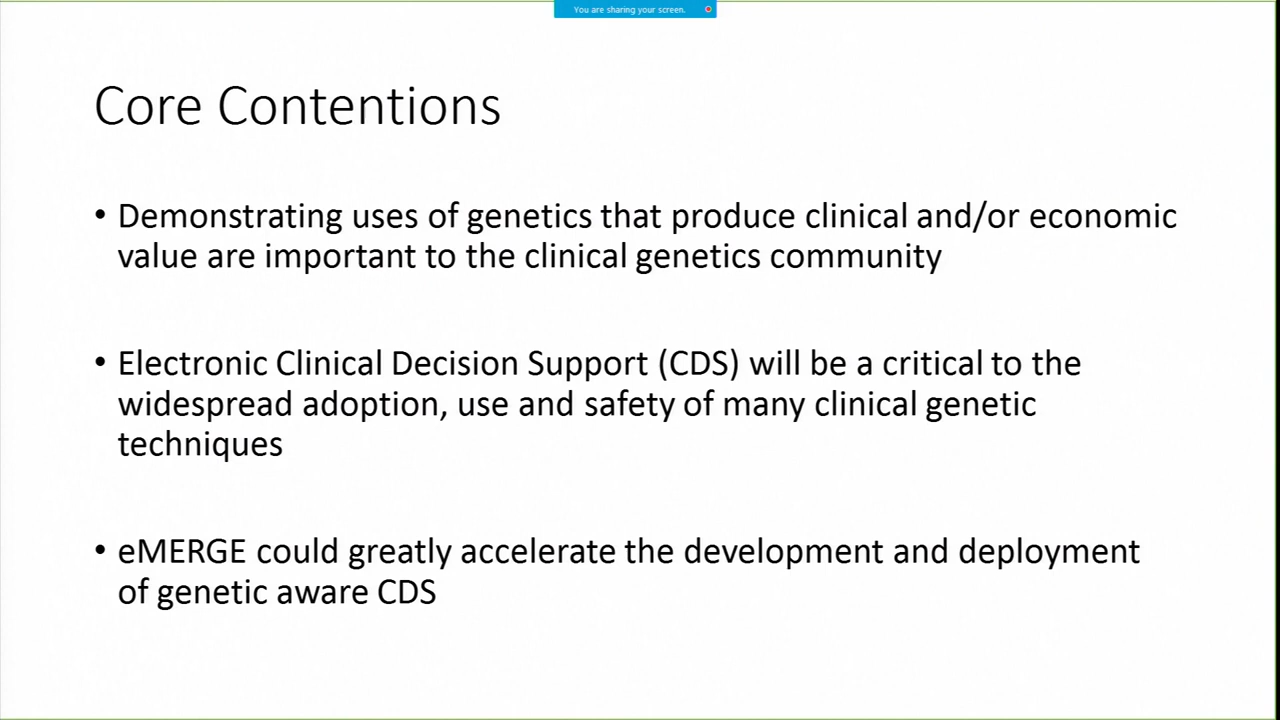 You are sharing your screen.
Core Contentions
• Demonstrating uses of genetics that produce clinical and/or economic
value are important to the clinical genetics community
• Electronic Clinical Decision Support (CDS) will be a critical to the
widespread adoption, use and safety of many clinical genetic
techniques
• eMERGE could greatly accelerate the development and deployment
of genetic aware CDS